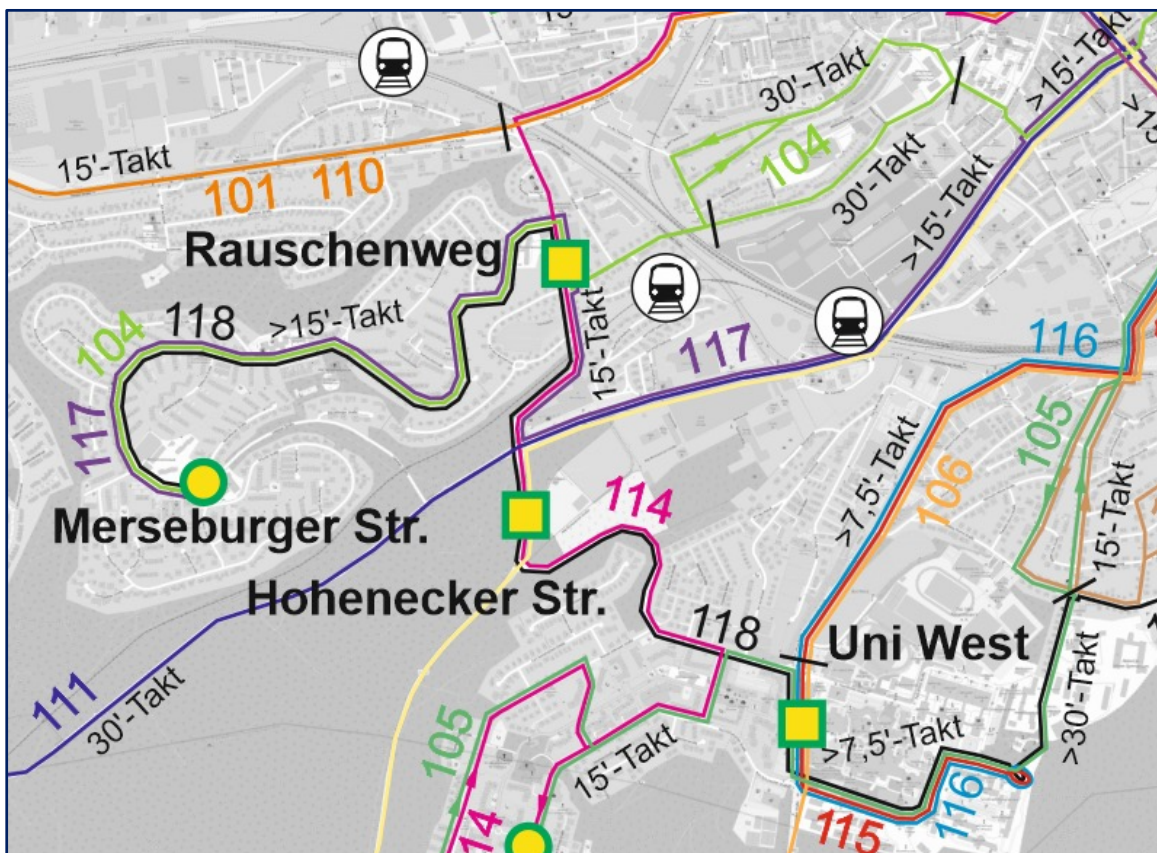 15'-Takt
101 110
30'-Takt
104
30'-Takt
>15'-Takt
>15'-Takt
Rauschenweg
104
118
>15'-Takt
117
15'-Takt
117
116
105
>7,5'-Takt
106
15'-Takt
Merseburger Str.
114
Hohenecker Str.
118
Uni West
111
30'-Takt
105
15'-Takt
>7,5'-Takt
>30'-Takt
115
116